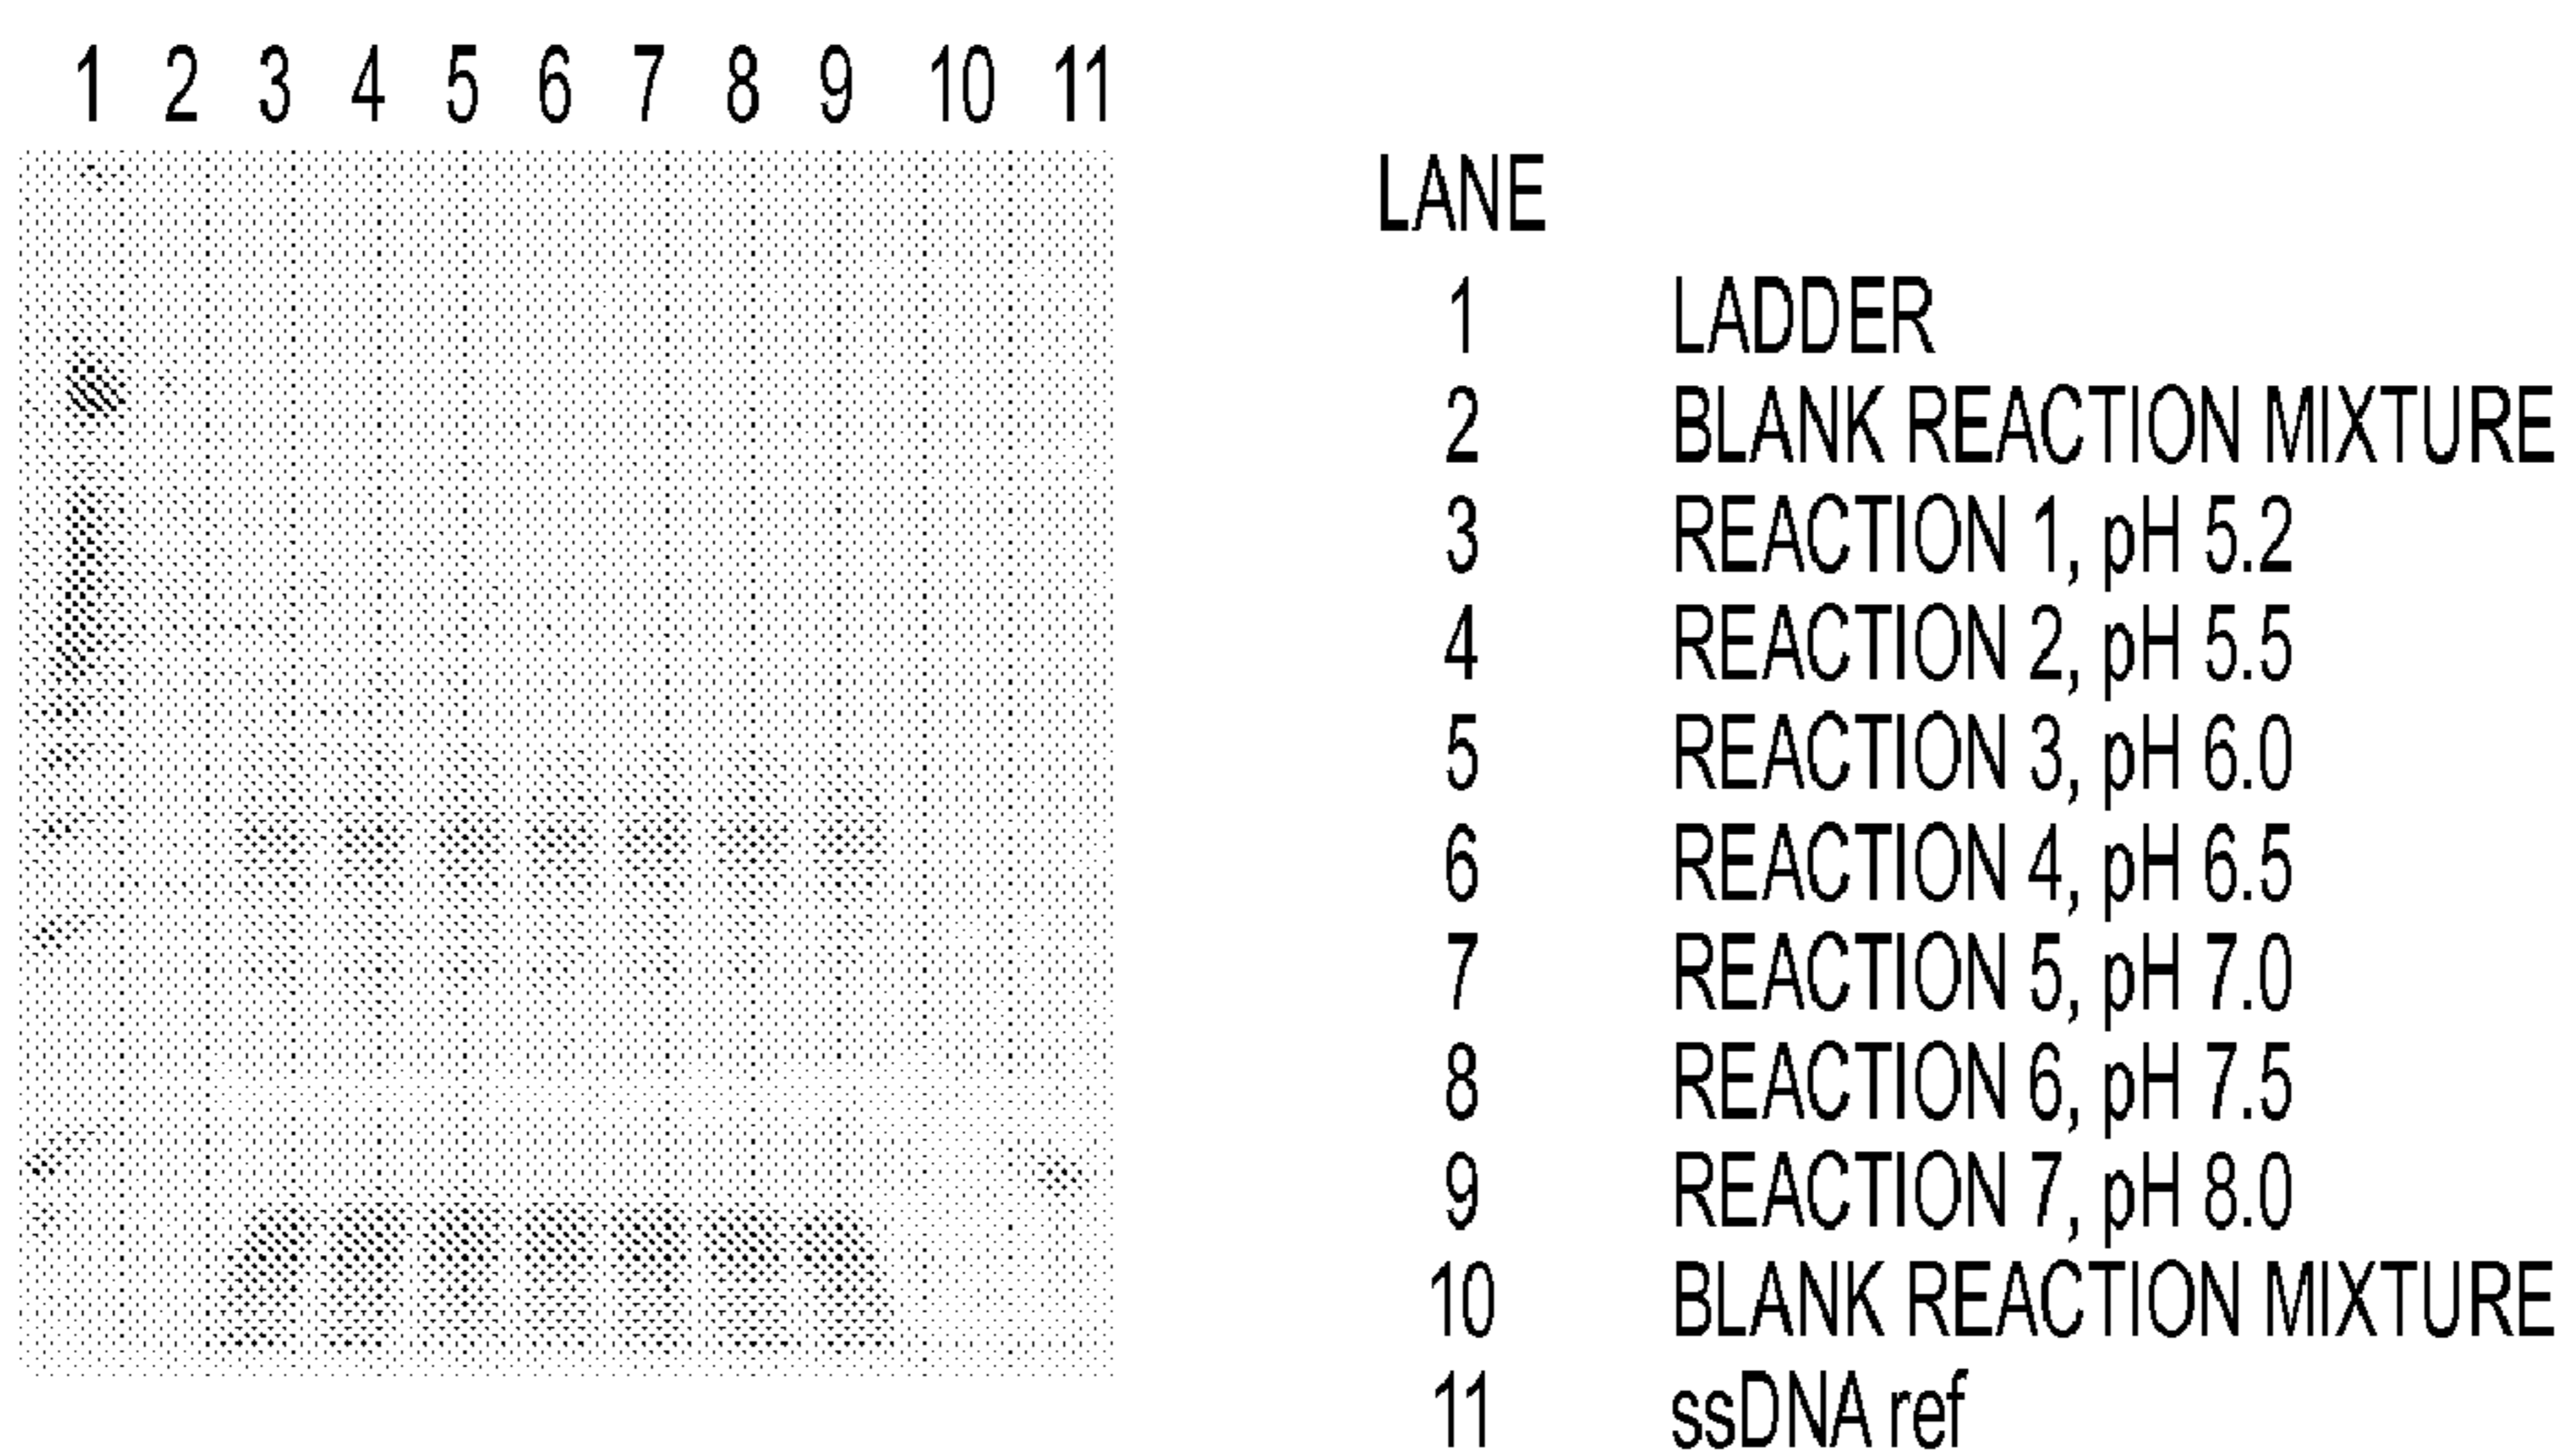 1 2 3 4 5 6 7 8 9 10 11
LANE
1 LADDER
2 BLANK REACTION MIXTURE
3 REACTION 1, pH 5.2
4 REACTION 2, pH 5.5
5 REACTION 3, pH 6.0
6 REACTION 4, pH 6.5
7 REACTION 5, pH 7.0
8 REACTION 6, pH 7.5
9 REACTION 7, pH 8.0
10 BLANK REACTION MIXTURE
11 ssDNA ref